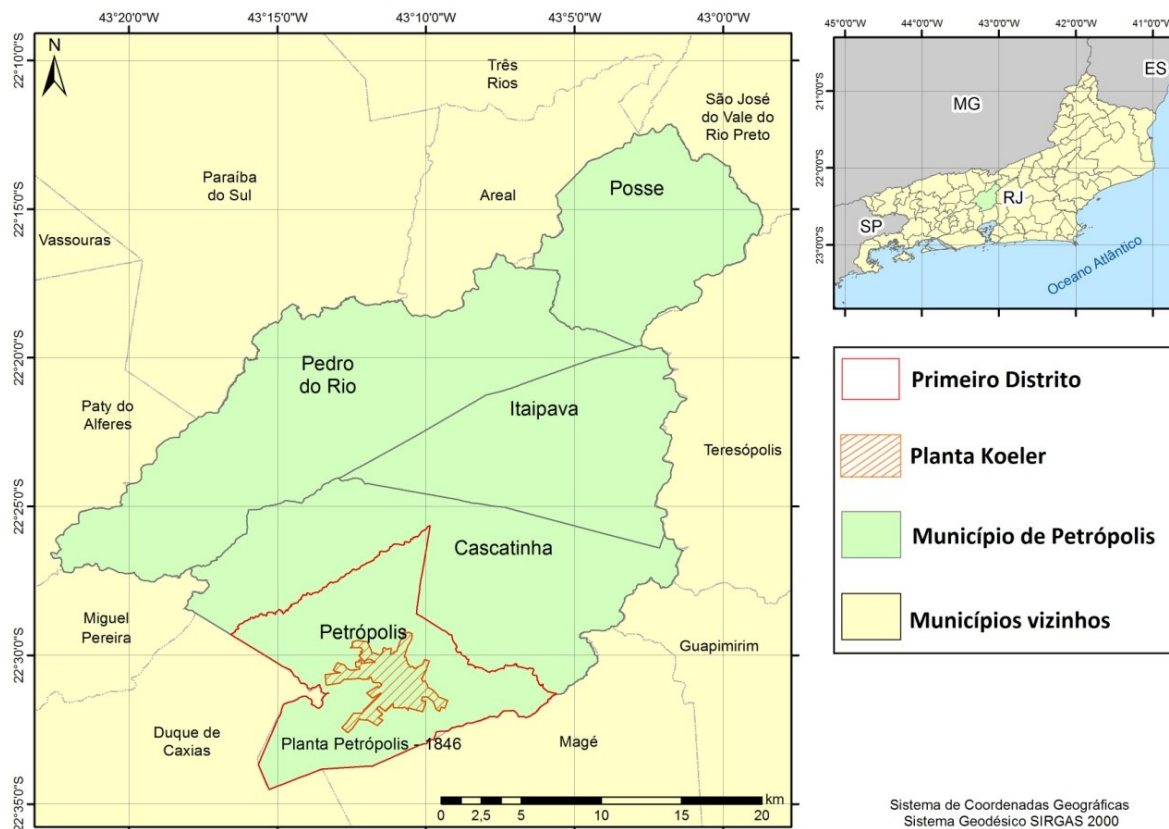 43°20'0"W
43°15'0"W
43°10'0"W
43°5'0"W
43°0'0"W
22°10'0"S
22°15'0"S
22°20'0"S
22°25'0"S
22°30'0"S
22°35'0"S
N
Três
Rios
São José
do Vale do
Rio Preto
Paraíba
do Sul
Areal
Posse
Vassouras
Pedro
do Rio
Itaipava
Paty do
Alferes
Teresópolis
Cascatinha
Miguel
Pereira
Petrópolis
Guapimirim
Duque de
Caxias
Planta Petrópolis - 1846
Magé
km
0 2,5 5 10 15 20
45°0'0"W
44°0'0"W
43°0'0"W
42°0'0"W
41°0'0"W
21°0'0"S
22°0'0"S
23°0'0"S
ES
MG
RJ
SP
Oceano Atlântico
Primeiro Distrito
Planta Koeler
Município de Petrópolis
Municípios vizinhos
Sistema de Coordenadas Geográficas
Sistema Geodésico SIRGAS 2000